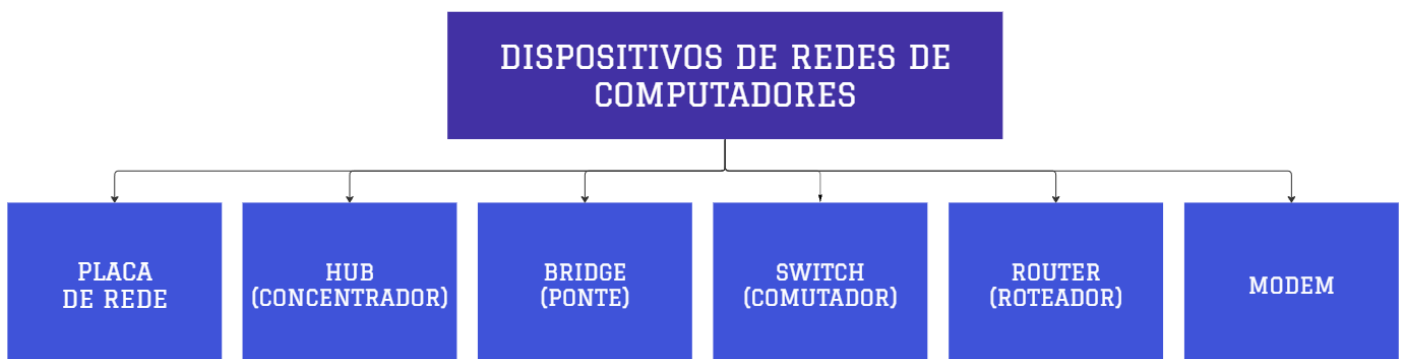 DISPOSITIVOS DE REDES DE
COMPUTADORES
PLACA
DE REDE
HUB
(CONCENTRADOR)
BRIDGE
(PONTE)
SWITCH
(COMUTADOR)
ROUTER
(ROTEADOR)
MODEM